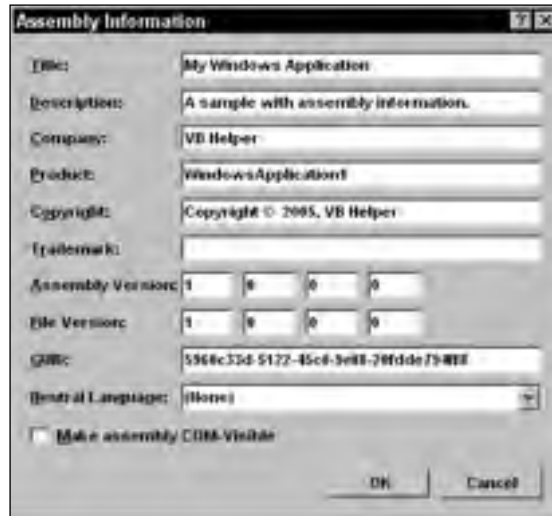 Assembly Information
Title: My Windows Application
Description: A sample with assembly information.
Company: VB Helper
Product: WindowsApplication1
Copyright: Copyright © 2005, VB Helper
Trademark:
Assembly Version: 1 0 0 0
File Version: 1 0 0 0
GUID:
Neutral Language: (None)
Make assembly COM-Visible
OK Cancel